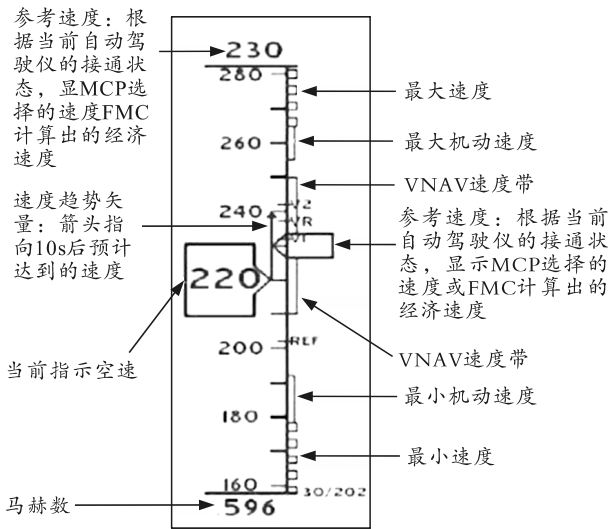 参考速度：根
据当前自动驾
驶仪的接通状
态，显MCP选
择的速度FMC
计算出的经济
速度
速度趋势矢
量：箭头指
向10s后预计
达到的速度
当前指示空速
马赫数
230
280
260
240
220
200
180
160
.596
V2
VR
V1
REF
30/202
最大速度
最大机动速度
VNAV速度带
参考速度：根据当前
自动驾驶仪的接通状
态，显示MCP选择的
速度或FMC计算出的
经济速度
VNAV速度带
最小机动速度
最小速度